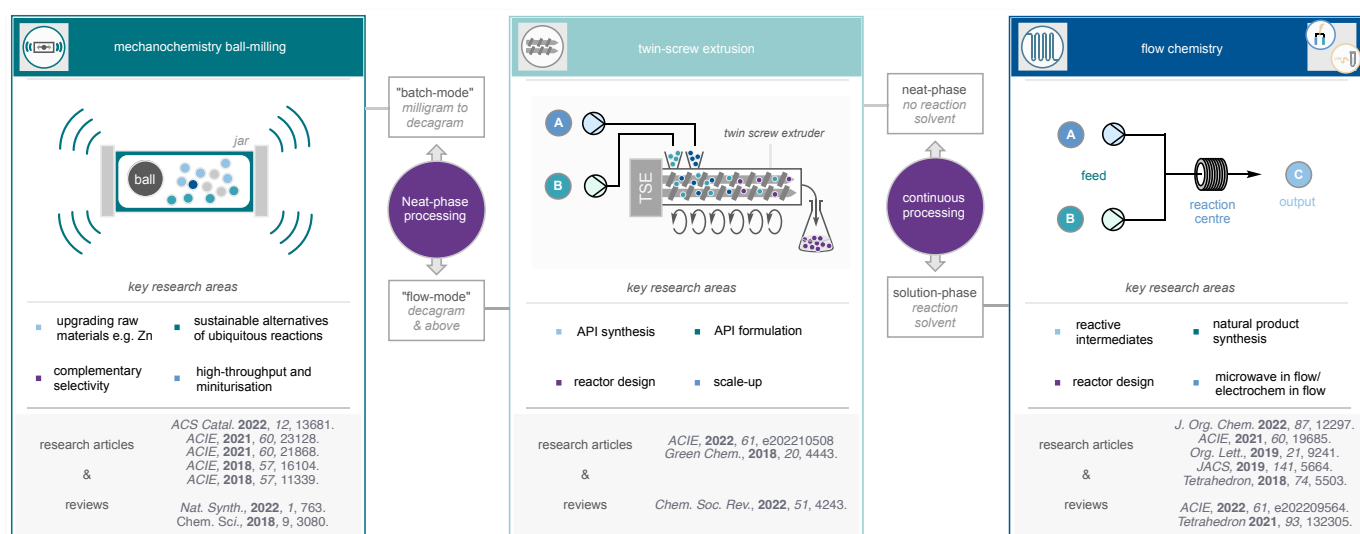 mechanochemistry ball-milling
jar
ball
key research areas
upgrading raw
materials e.g. Zn
sustainable alternatives
of ubiquitous reactions
complementary
selectivity
high-throughput and
miniturisation
research articles
&
reviews
ACS Catal. 2022, 12, 13681.
ACIE, 2021, 60, 23128.
ACIE, 2021, 60, 21868.
ACIE, 2018, 57, 16104.
ACIE, 2018, 57, 11339.
Nat. Synth., 2022, 1, 763.
Chem. Sci., 2018, 9, 3080.
"batch-mode"
milligram to
decagram
Neat-phase
processing
"flow-mode"
decagram
& above
twin-screw extrusion
A
B
twin screw extruder
TSE
key research areas
API synthesis
API formulation
reactor design
scale-up
research articles
&
reviews
ACIE, 2022, 61, e202210508
Green Chem., 2018, 20, 4443.
Chem. Soc. Rev., 2022, 51, 4243.
neat-phase
no reaction
solvent
continuous
processing
solution-phase
reaction
solvent
flow chemistry
A
feed
B
reaction
centre
C
output
key research areas
reactive
intermediates
natural product
synthesis
reactor design
microwave in flow/
electrochem in flow
research articles
&
reviews
J. Org. Chem. 2022, 87, 12297.
ACIE, 2021, 60, 19685.
Org. Lett., 2019, 21, 9241.
JACS, 2019, 141, 5664.
Tetrahedron, 2018, 74, 5503.
ACIE, 2022, 61, e202209564.
Tetrahedron 2021, 93, 132305.